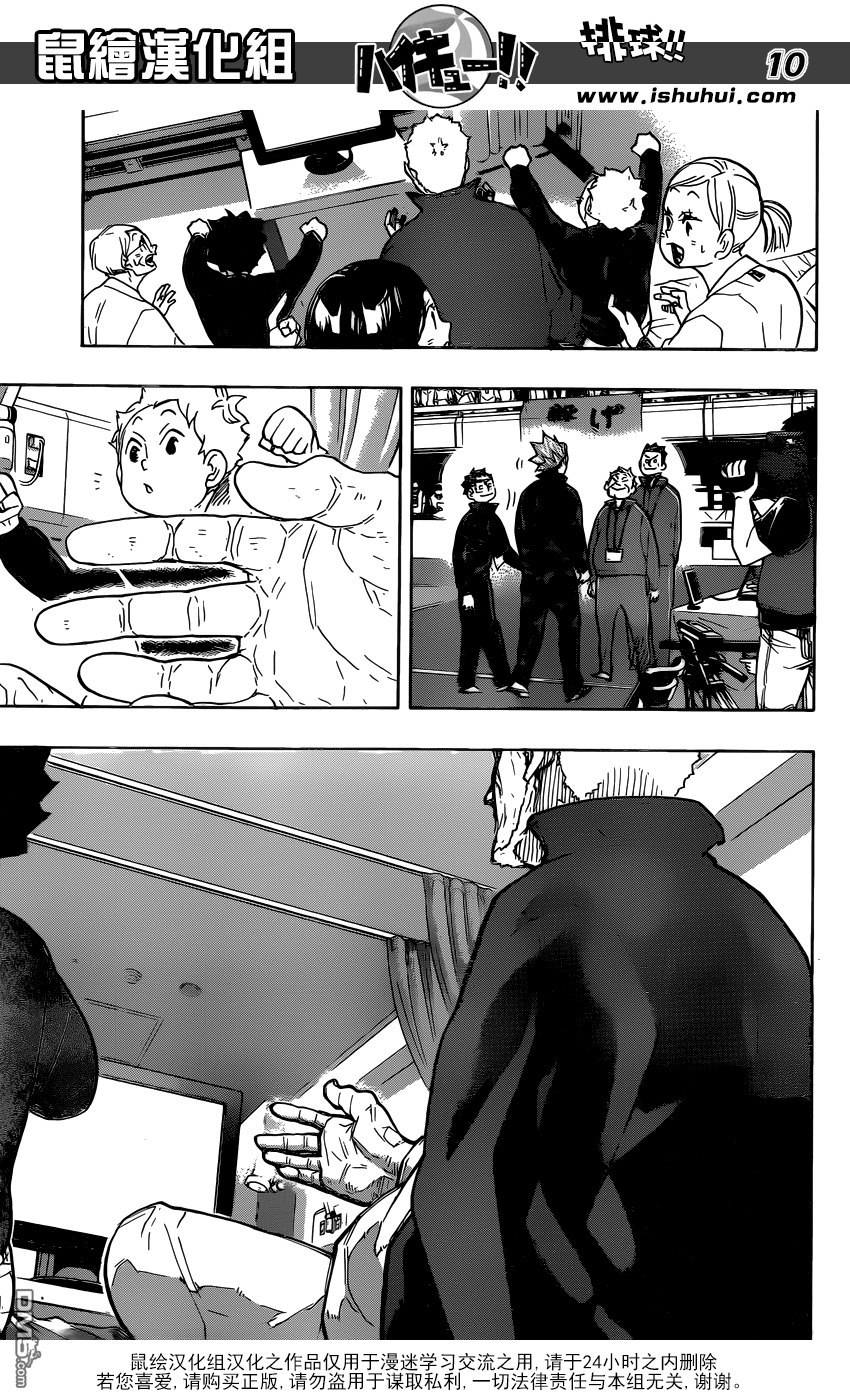 鼠繪漢化組
ハイキュー!!
排球!!
10
www.ishuhui.com
繋げ
DM5.com
鼠绘汉化组汉化之作品仅用于漫迷学习交流之用,请于24小时之内删除
若您喜爱,请购买正版,请勿盗用于谋取私利,一切法律责任与本组无关,谢谢。